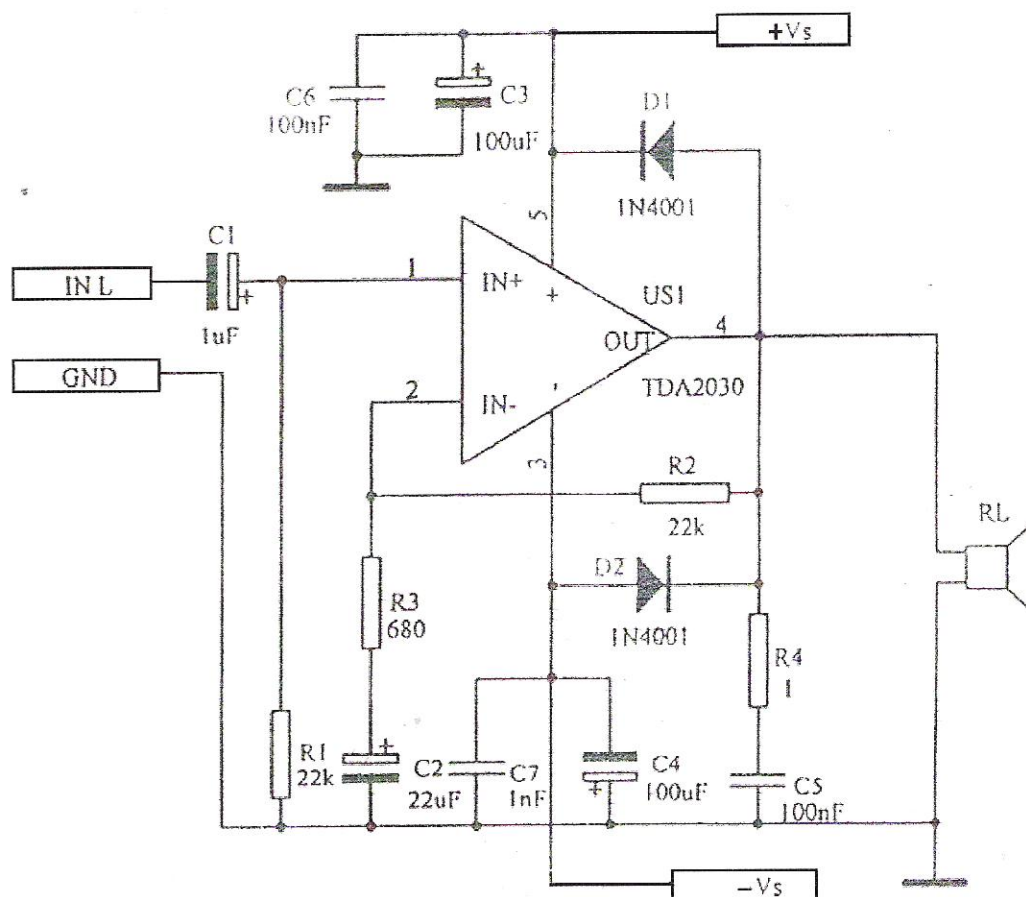 +Vs
C6
100nF
+
C3
100uF
D1
1N4001
5
C1
IN L
+
1uF
1
IN+
+
US1
OUT
4
GND
TDA2030
2
IN-
-
3
R2
22k
RL
D2
1N4001
R3
680
R4
1
R1
22k
+
C2
22uF
C7
1nF
+
C4
100uF
C5
100nF
−Vs